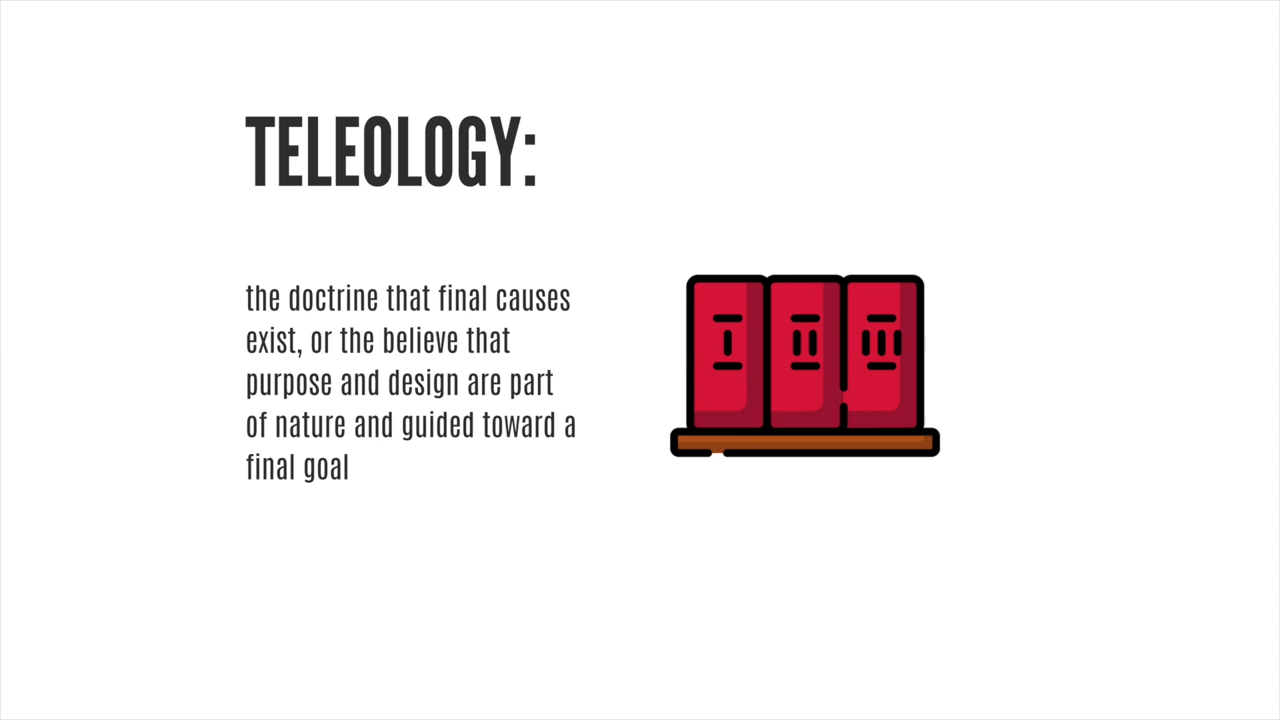 TELEOLOGY:
the doctrine that final causes
exist, or the believe that
purpose and design are part
of nature and guided toward a
final goal
I II III